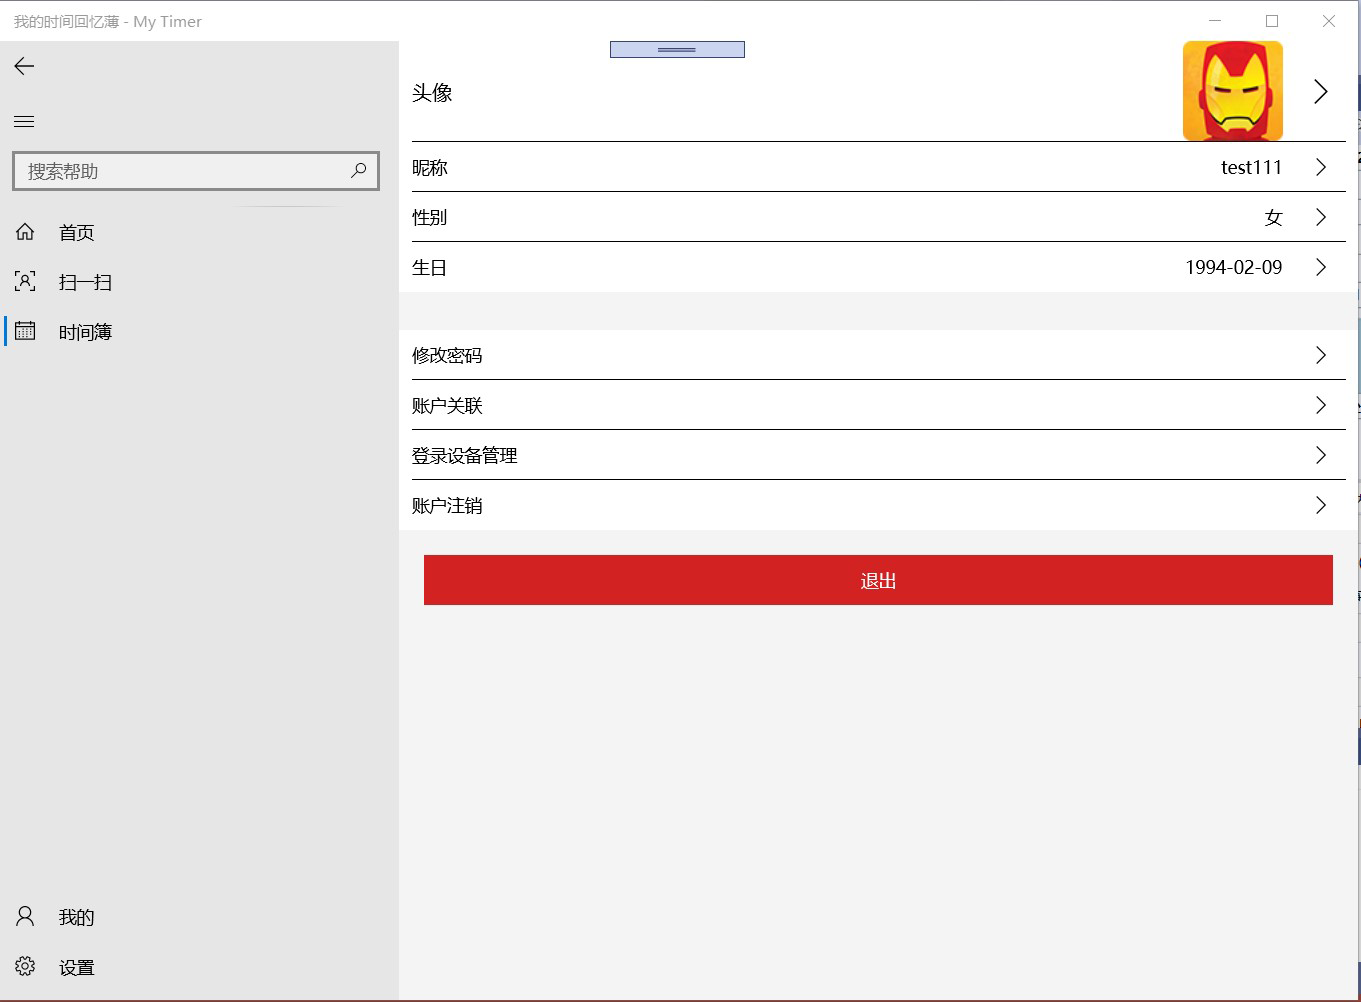 我的时间回忆薄 - My Timer
搜索帮助
首页
扫一扫
时间簿
我的
设置
头像
昵称 test111
性别 女
生日 1994-02-09
修改密码
账户关联
登录设备管理
账户注销
退出